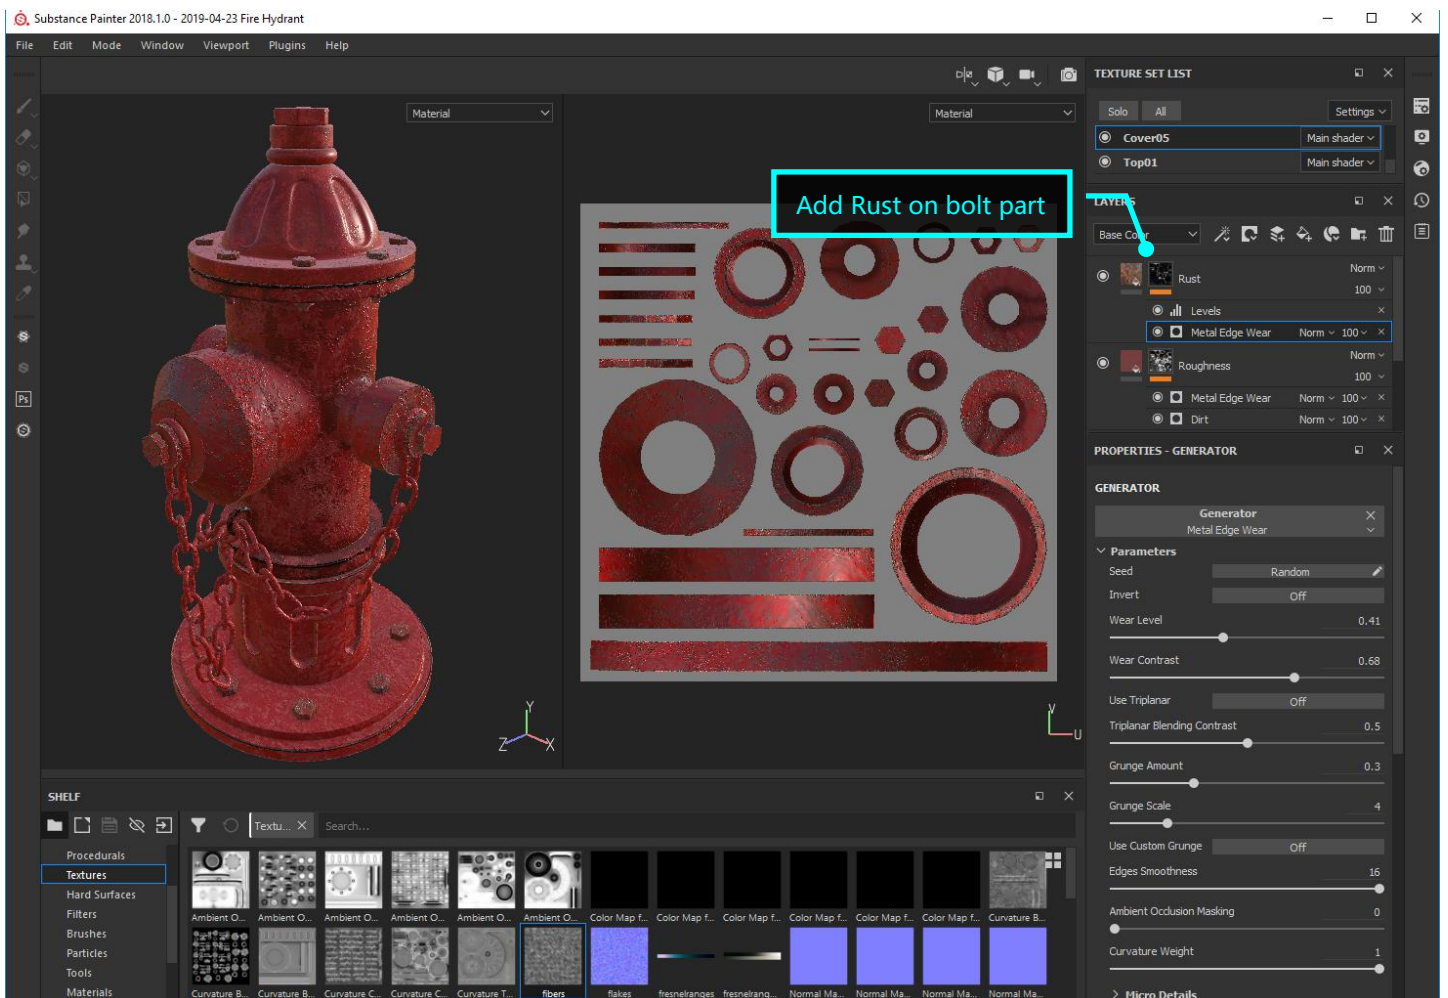 Substance Painter 2018.1.0 - 2019-04-23 Fire Hydrant
File Edit Mode Window Viewport Plugins Help
Material
Material
Add Rust on bolt part
Y
Z
X
V
U
TEXTURE SET LIST
Solo All Settings
Cover05 Main shader
Top01 Main shader
LAYERS
Base Color
Rust Norm
100
Levels
Metal Edge Wear Norm 100
Roughness Norm
100
Metal Edge Wear Norm 100
Dirt Norm 100
PROPERTIES - GENERATOR
GENERATOR
Generator
Metal Edge Wear
Parameters
Seed Random
Invert Off
Wear Level 0.41
Wear Contrast 0.68
Use Triplanar Off
Triplanar Blending Contrast 0.5
Grunge Amount 0.3
Grunge Scale 4
Use Custom Grunge Off
Edges Smoothness 16
Ambient Occlusion Masking 0
Curvature Weight 1
Micro Details
Ps
SHELF
Textu... Search...
Procedurals
Textures
Hard Surfaces
Filters
Brushes
Particles
Tools
Materials
Ambient O... Ambient O... Ambient O... Ambient O... Ambient O... Ambient O... Color Map f... Color Map f... Color Map f... Color Map f... Color Map f... Color Map f... Curvature B...
Curvature B... Curvature B... Curvature C... Curvature C... Curvature T... fibers flakes fresnelranges fresnelrang... Normal Ma... Normal Ma... Normal Ma... Normal Ma...